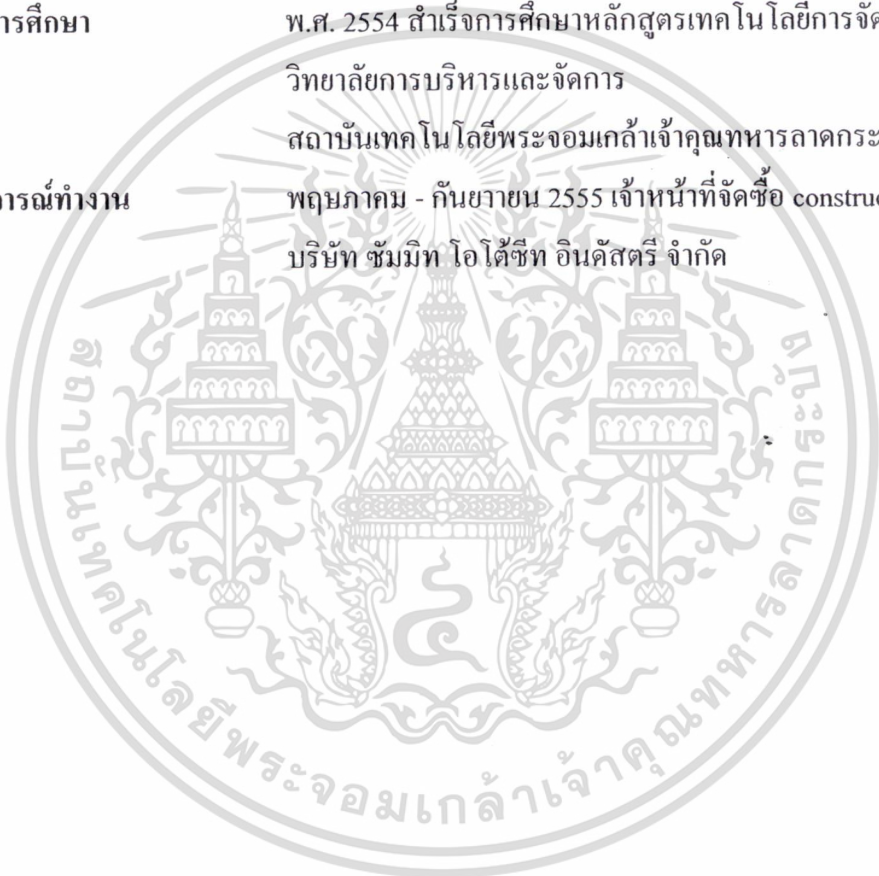 ารศึกษา พ.ศ. 2554 สำเร็จการศึกษาหลักสูตรเทคโนโลยีการจัด
วิทยาลัยการบริหารและจัดการ
สถาบันเทคโนโลยีพระจอมเกล้าเจ้าคุณทหารลาดกระ
ารณ์ทำงาน พฤษภาคม - กันยายน 2555 เจ้าหน้าที่จัดซื้อ construc
บริษัท ซัมมิท โอโต้ซีท อินดัสตรี จำกัด
สถาบันเทคโนโลยีพระจอมเกล้าเจ้าคุณทหารลาดกระบัง